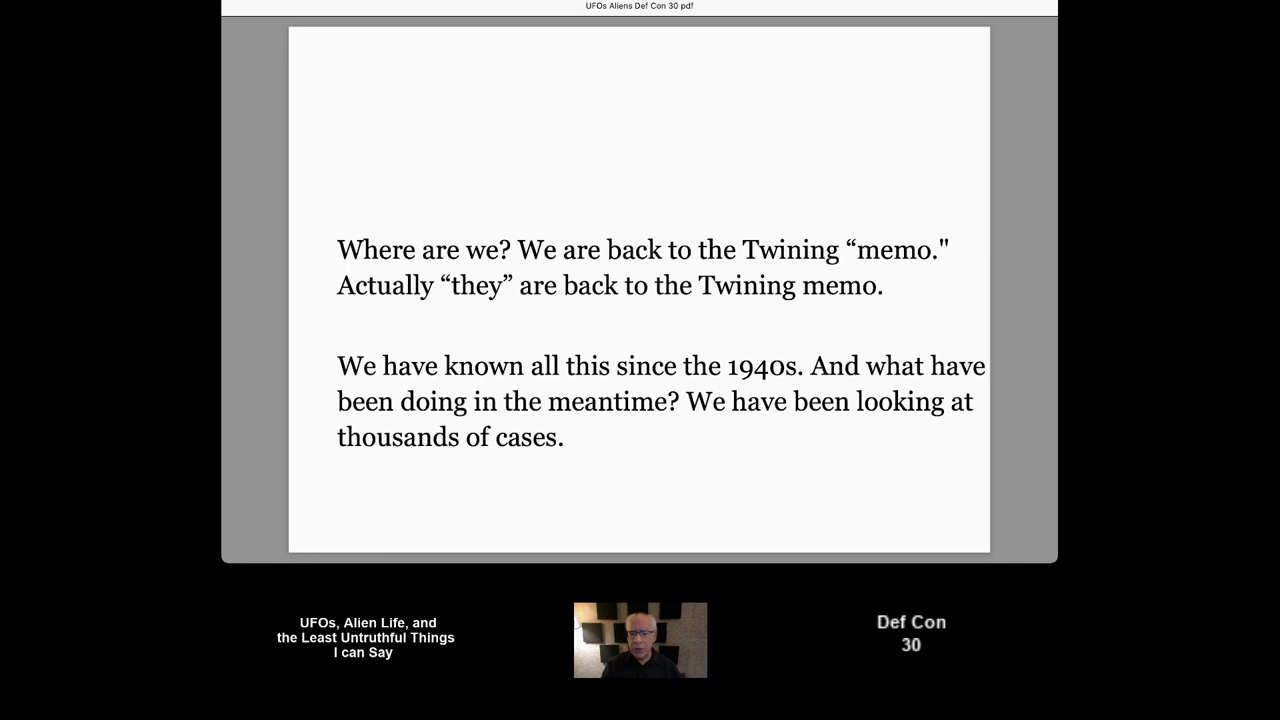 UFOs Aliens Def Con 30 pdf
Where are we? We are back to the Twining “memo."
Actually “they” are back to the Twining memo.
We have known all this since the 1940s. And what have
been doing in the meantime? We have been looking at
thousands of cases.
UFOs, Alien Life, and
the Least Untruthful Things
I can Say
Def Con
30